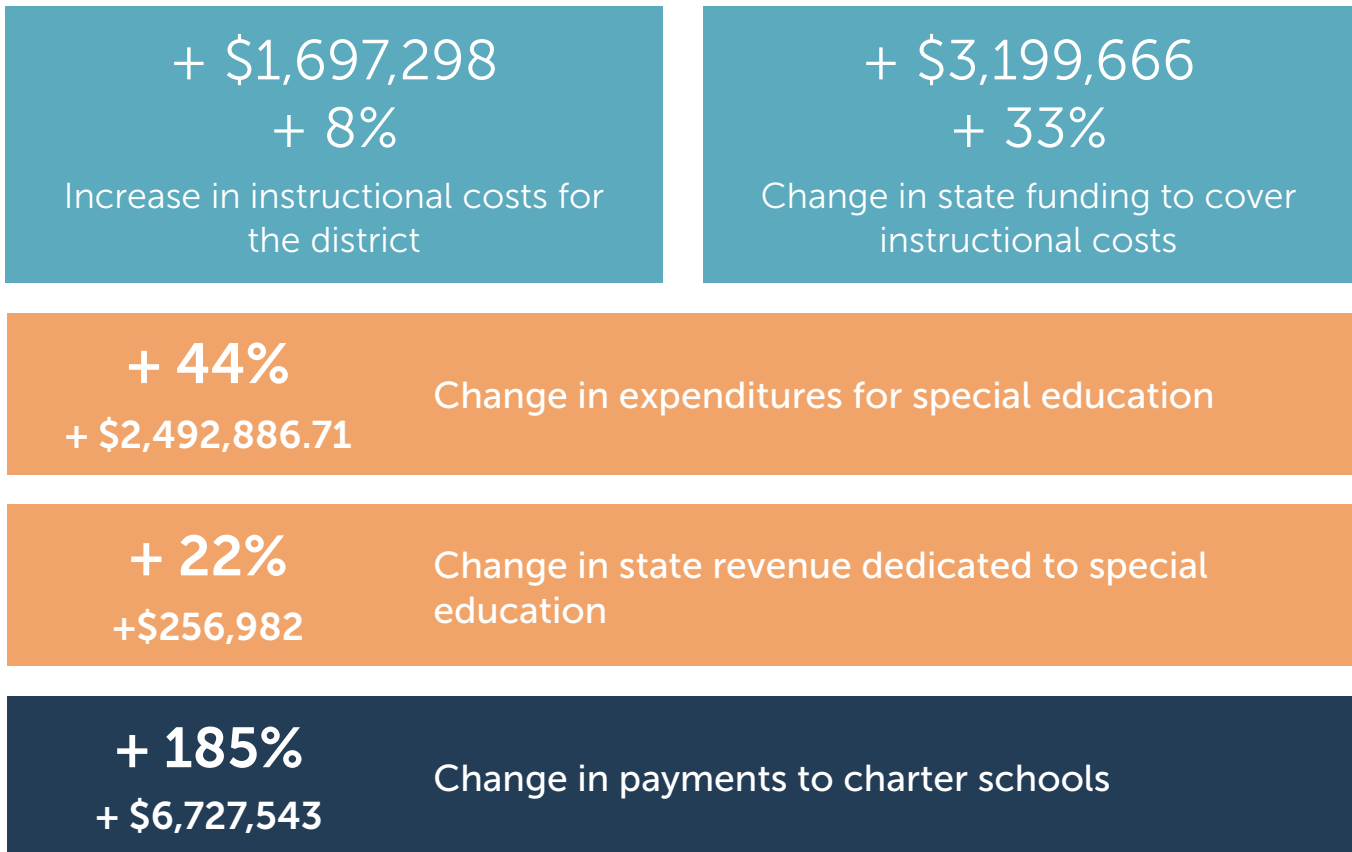 + $1,697,298
+ 8%
Increase in instructional costs for
the district
+ $3,199,666
+ 33%
Change in state funding to cover
instructional costs
+ 44%
+ $2,492,886.71
Change in expenditures for special education
+ 22%
+$256,982
Change in state revenue dedicated to special
education
+ 185%
+ $6,727,543
Change in payments to charter schools